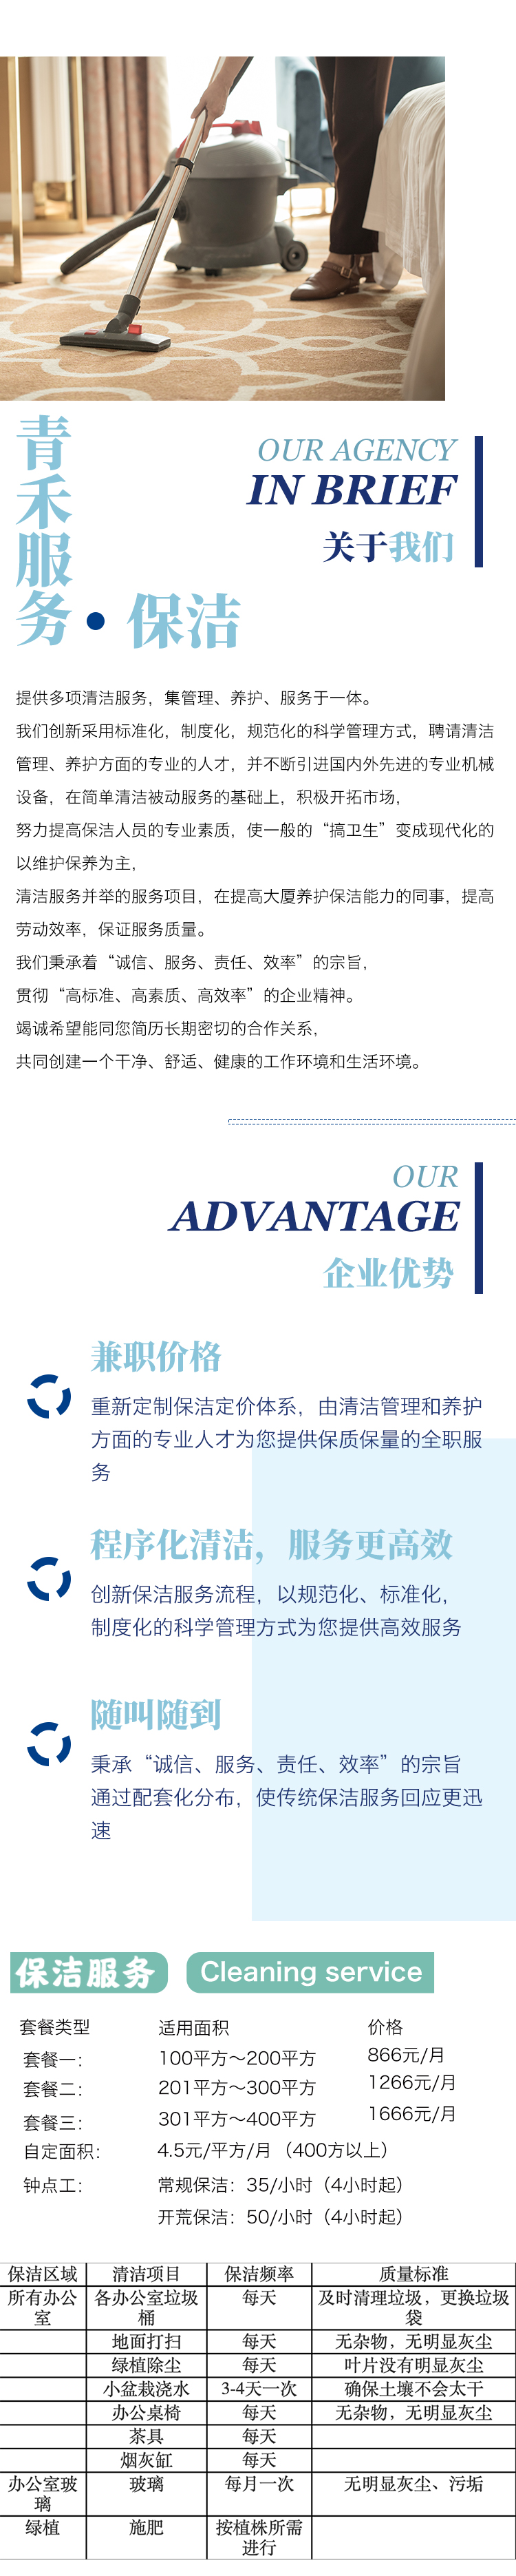 青禾服务·保洁
OUR AGENCY
IN BRIEF
关于我们
提供多项清洁服务，集管理、养护、服务于一体。
我们创新采用标准化，制度化，规范化的科学管理方式，聘请清洁
管理、养护方面的专业的人才，并不断引进国内外先进的专业机械
设备，在简单清洁被动服务的基础上，积极开拓市场，
努力提高保洁人员的专业素质，使一般的“搞卫生”变成现代化的
以维护保养为主，
清洁服务并举的服务项目，在提高大厦养护保洁能力的同事，提高
劳动效率，保证服务质量。
我们秉承着“诚信、服务、责任、效率”的宗旨，
贯彻“高标准、高素质、高效率”的企业精神。
竭诚希望能同您简历长期密切的合作关系，
共同创建一个干净、舒适、健康的工作环境和生活环境。
OUR
ADVANTAGE
企业优势
兼职价格
重新定制保洁定价体系，由清洁管理和养护
方面的专业人才为您提供保质保量的全职服
务
程序化清洁，服务更高效
创新保洁服务流程，以规范化、标准化，
制度化的科学管理方式为您提供高效服务
随叫随到
秉承“诚信、服务、责任、效率”的宗旨
通过配套化分布，使传统保洁服务回应更迅
速
保洁服务 Cleaning service
套餐类型 适用面积 价格
套餐一： 100平方～200平方 866元/月
套餐二： 201平方～300平方 1266元/月
套餐三： 301平方～400平方 1666元/月
自定面积： 4.5元/平方/月（400方以上）
钟点工： 常规保洁：35/小时（4小时起）
开荒保洁：50/小时（4小时起）
保洁区域 清洁项目 保洁频率 质量标准
所有办公室 各办公室垃圾桶 每天 及时清理垃圾，更换垃圾袋
地面打扫 每天 无杂物，无明显灰尘
绿植除尘 每天 叶片没有明显灰尘
小盆栽浇水 3-4天一次 确保土壤不会太干
办公桌椅 每天 无杂物，无明显灰尘
茶具 每天
烟灰缸 每天
办公室玻璃 玻璃 每月一次 无明显灰尘、污垢
绿植 施肥 按植株所需进行